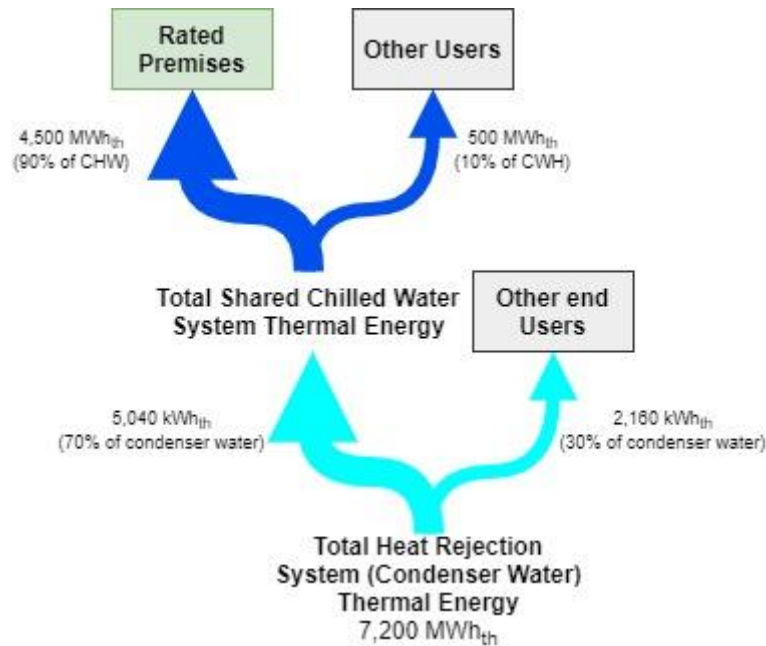 Rated
Premises
Other Users
4,500 MWhth
(90% of CHW)
500 MWhth
(10% of CWH)
Total Shared Chilled Water
System Thermal Energy
Other end
Users
5,040 kWhth
(70% of condenser water)
2,160 kWhth
(30% of condenser water)
Total Heat Rejection
System (Condenser Water)
Thermal Energy
7,200 MWhth